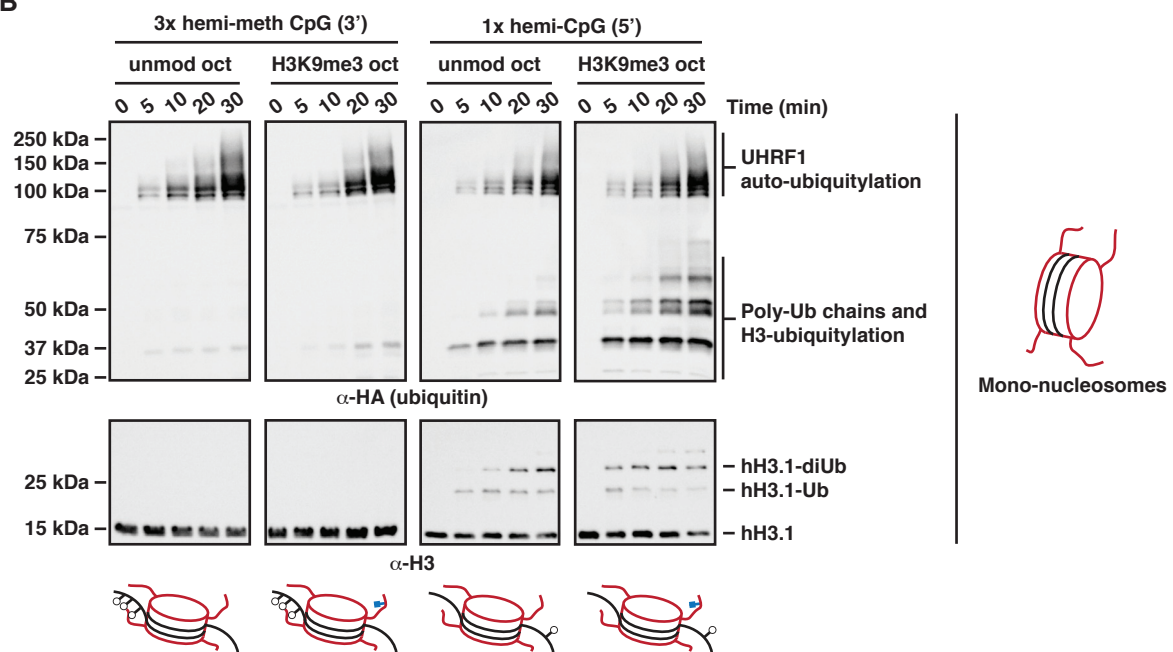 B
3x hemi-meth CpG (3’) 1x hemi-CpG (5’)
unmod oct H3K9me3 oct unmod oct H3K9me3 oct
0 5 10 20 30 0 5 10 20 30 0 5 10 20 30 0 5 10 20 30 Time (min)
250 kDa
150 kDa
100 kDa
75 kDa
50 kDa
37 kDa
25 kDa
UHRF1
auto-ubiquitylation
Poly-Ub chains and
H3-ubiquitylation
α-HA (ubiquitin)
25 kDa
15 kDa
hH3.1-diUb
hH3.1-Ub
hH3.1
α-H3
Mono-nucleosomes